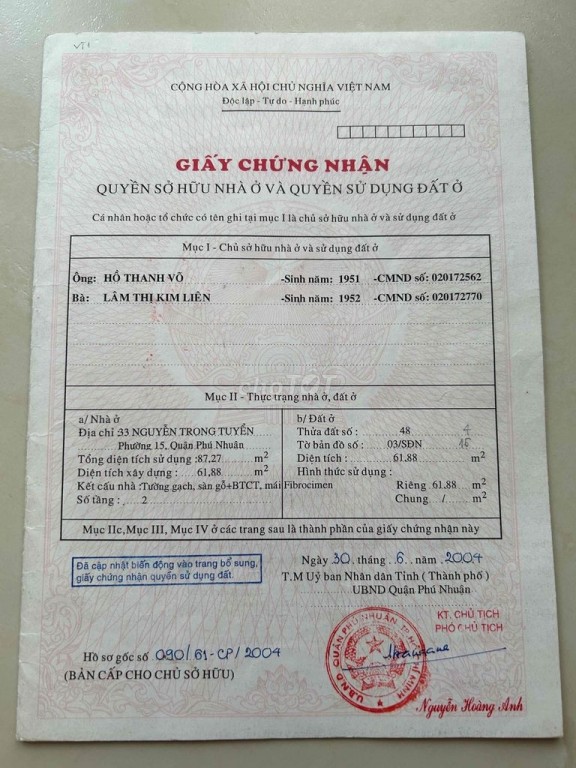 VT1
CỘNG HÒA XÃ HỘI CHỦ NGHĨA VIỆT NAM
Độc lập - Tự do - Hạnh phúc
GIẤY CHỨNG NHẬN
QUYỀN SỞ HỮU NHÀ Ở VÀ QUYỀN SỬ DỤNG ĐẤT Ở
Cá nhân hoặc tổ chức có tên ghi tại mục I là chủ sở hữu nhà ở và sử dụng đất ở
Mục I - Chủ sở hữu nhà ở và sử dụng đất ở
Ông: HỒ THANH VÕ -Sinh năm: 1951 -CMND số: 020172562
Bà: LÂM THỊ KIM LIÊN -Sinh năm: 1952 -CMND số: 020172770
chợTỐT
Mục II - Thực trạng nhà ở, đất ở
a/ Nhà ở
Địa chỉ :33 NGUYỄN TRỌNG TUYỂN
Phường 15, Quận Phú Nhuân
Tổng diện tích sử dụng :87,27 m2
Diện tích xây dựng : 61,88 m2
Kết cấu nhà :Tường gạch, sàn gỗ+BTCT, mái Fibrocimen
Số tầng : 2
b/ Đất ở
Thửa đất số : 48 4
Tờ bản đồ số : 03/SĐN 15
Diện tích : 61,88 m2
Hình thức sử dụng :
Riêng :61,88 m2
Chung / m2
Mục IIc, Mục III, Mục IV ở các trang sau là thành phần của giấy chứng nhận này
Đã cập nhật biến động vào trang bổ sung,
giấy chứng nhận quyền sử dụng đất.
Ngày 30. tháng .6. năm .2004
T.M Uỷ ban Nhân dân Tỉnh ( Thành phố )
UBND Quận Phú Nhuận
KT. CHỦ TỊCH
PHÓ CHỦ TỊCH
Hồ sơ gốc số 090/61-CP/2004
(BẢN CẤP CHO CHỦ SỞ HỮU)
U.B.N.D QUẬN PHÚ NHUẬN T.P HỒ CHÍ MINH
Nguyễn Hoàng Anh